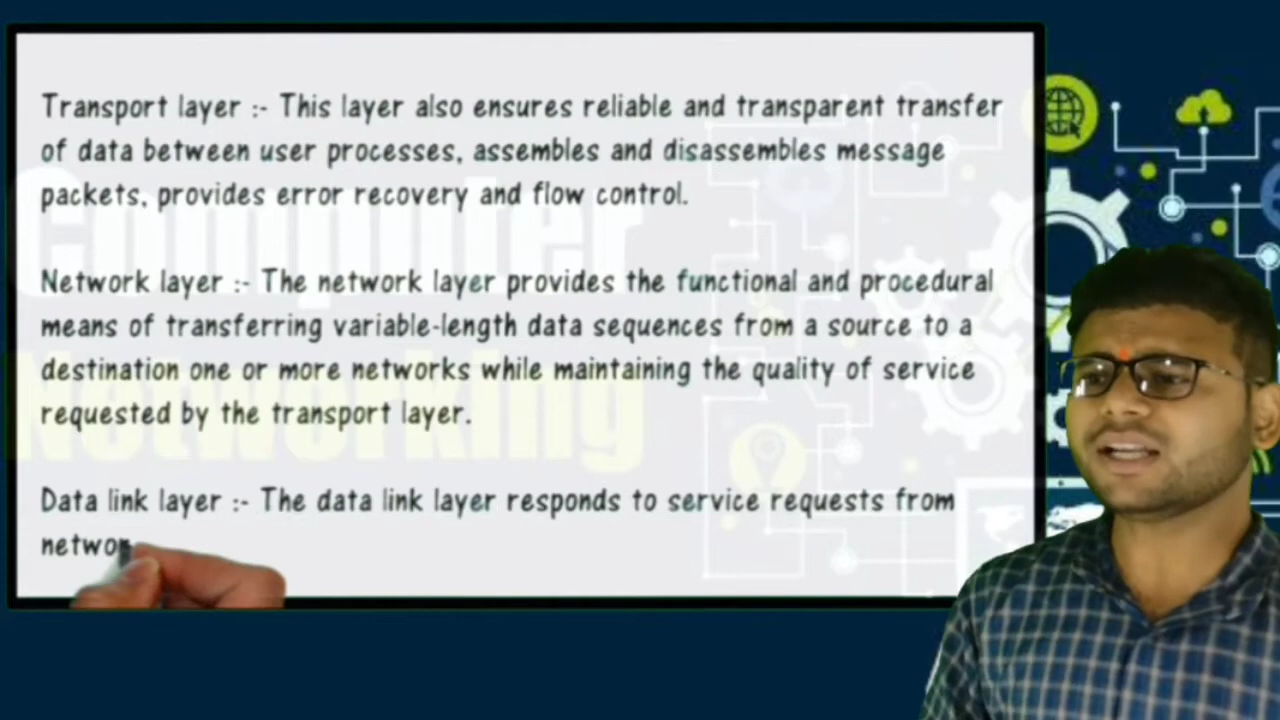 Transport layer :- This layer also ensures reliable and transparent transfer
of data between user processes, assembles and disassembles message
packets, provides error recovery and flow control.
Network layer :- The network layer provides the functional and procedural
means of transferring variable-length data sequences from a source to a
destination one or more networks while maintaining the quality of service
requested by the transport layer.
Data link layer :- The data link layer responds to service requests from
networ
Computer
Networking